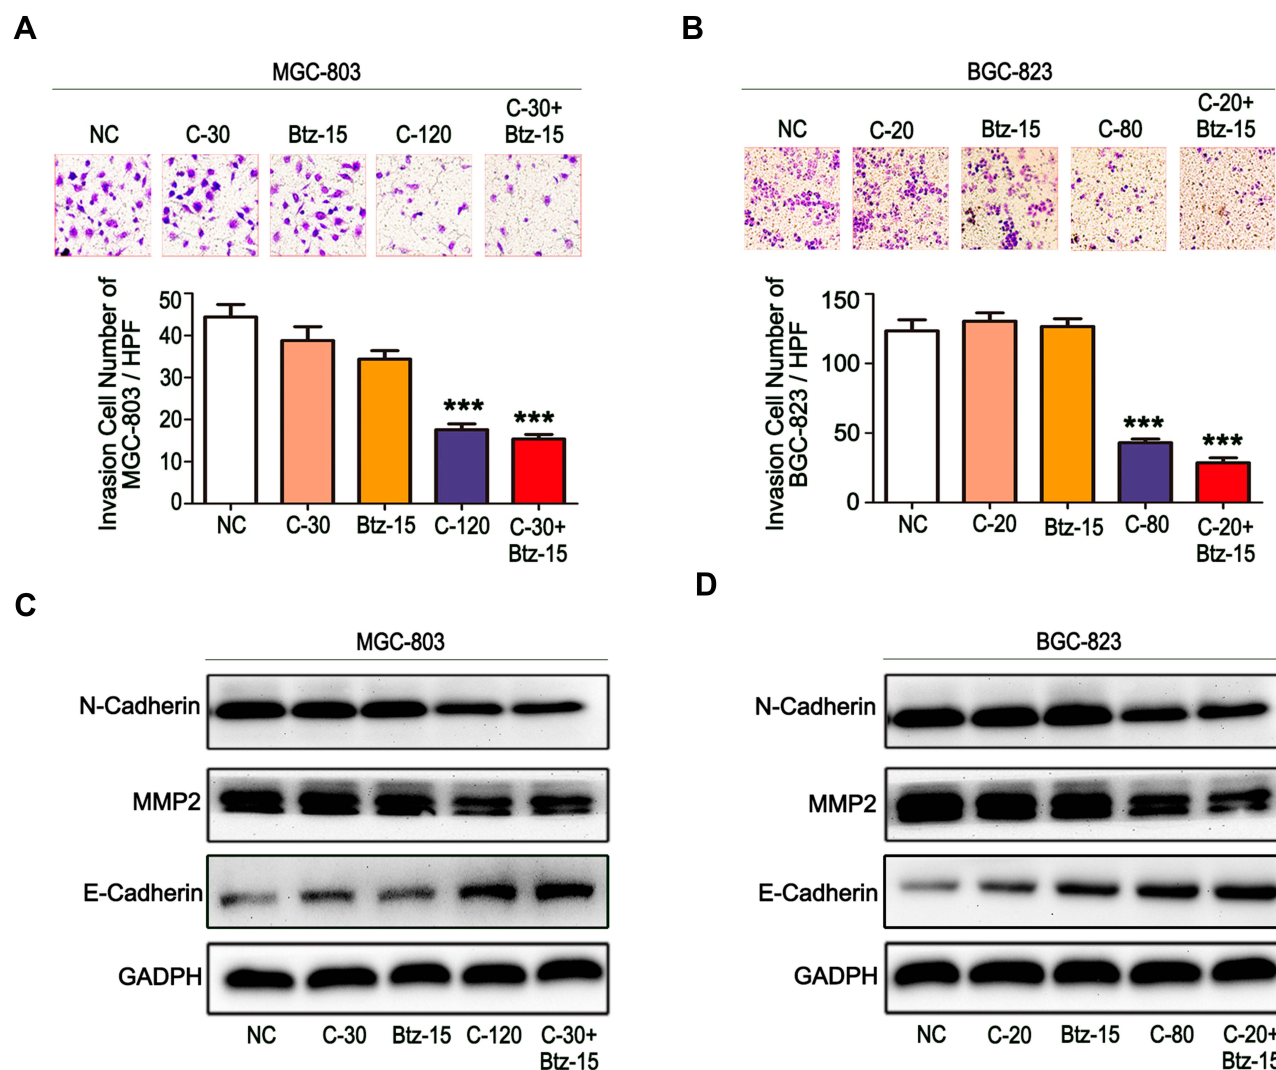 A
MGC-803
NC
C-30
Btz-15
C-120
C-30+
Btz-15
Invasion Cell Number of
MGC-803 / HPF
50
40
30
20
10
0
***
***
NC
C-30
Btz-15
C-120
C-30+
Btz-15
B
BGC-823
NC
C-20
Btz-15
C-80
C-20+
Btz-15
Invasion Cell Number of
BGC-823 / HPF
150
100
50
0
***
***
NC
C-20
Btz-15
C-80
C-20+
Btz-15
C
MGC-803
N-Cadherin
MMP2
E-Cadherin
GADPH
NC
C-30
Btz-15
C-120
C-30+
Btz-15
D
BGC-823
N-Cadherin
MMP2
E-Cadherin
GADPH
NC
C-20
Btz-15
C-80
C-20+
Btz-15